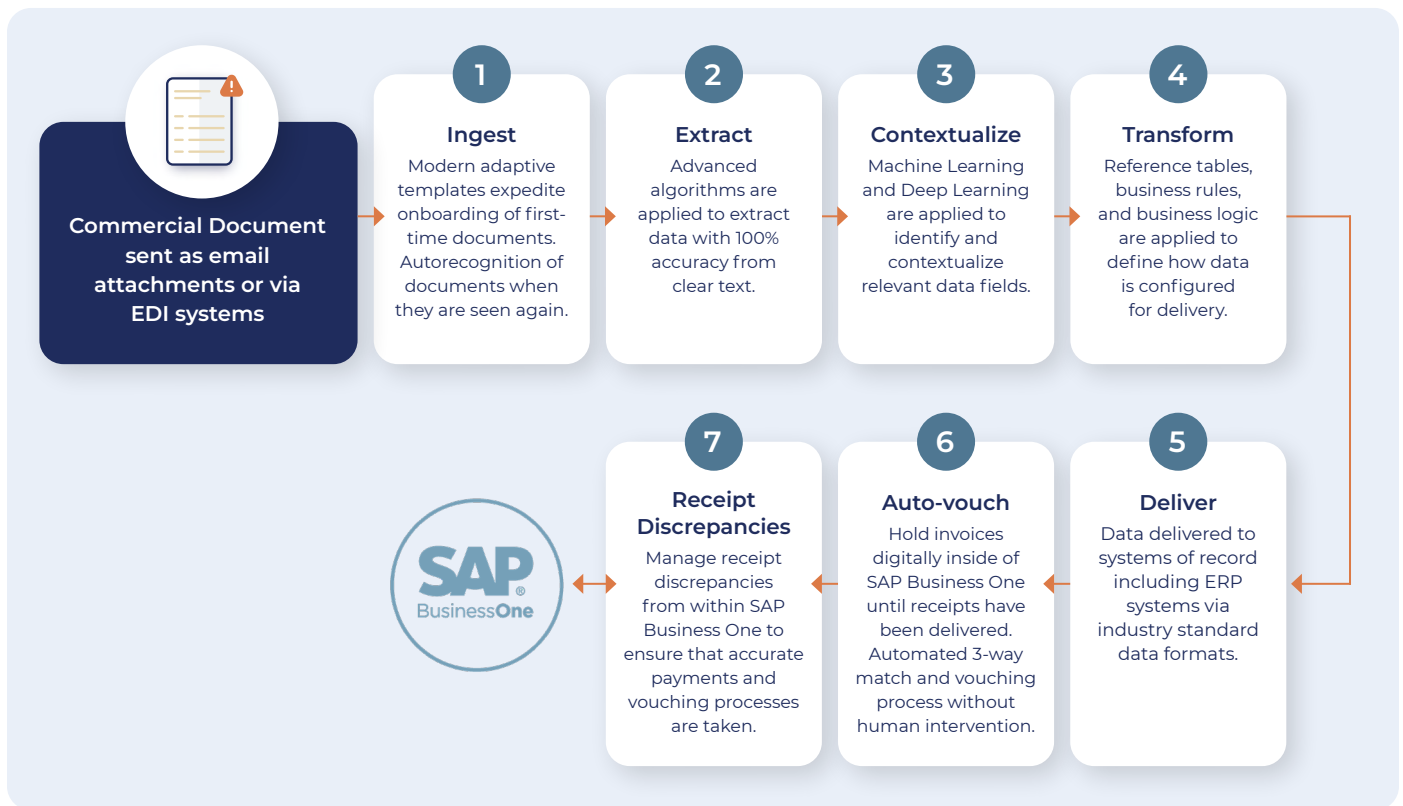 Commercial Document
sent as email
attachments or via
EDI systems
1
Ingest
Modern adaptive
templates expedite
onboarding of first-
time documents.
Autorecognition of
documents when
they are seen again.
2
Extract
Advanced
algorithms are
applied to extract
data with 100%
accuracy from
clear text.
3
Contextualize
Machine Learning
and Deep Learning
are applied to
identify and
contextualize
relevant data fields.
4
Transform
Reference tables,
business rules,
and business logic
are applied to
define how data
is configured
for delivery.
5
Deliver
Data delivered to
systems of record
including ERP
systems via
industry standard
data formats.
6
Auto-vouch
Hold invoices
digitally inside of
SAP Business One
until receipts have
been delivered.
Automated 3-way
match and vouching
process without
human intervention.
7
Receipt
Discrepancies
Manage receipt
discrepancies
from within SAP
Business One to
ensure that accurate
payments and
vouching processes
are taken.
SAP®
BusinessOne